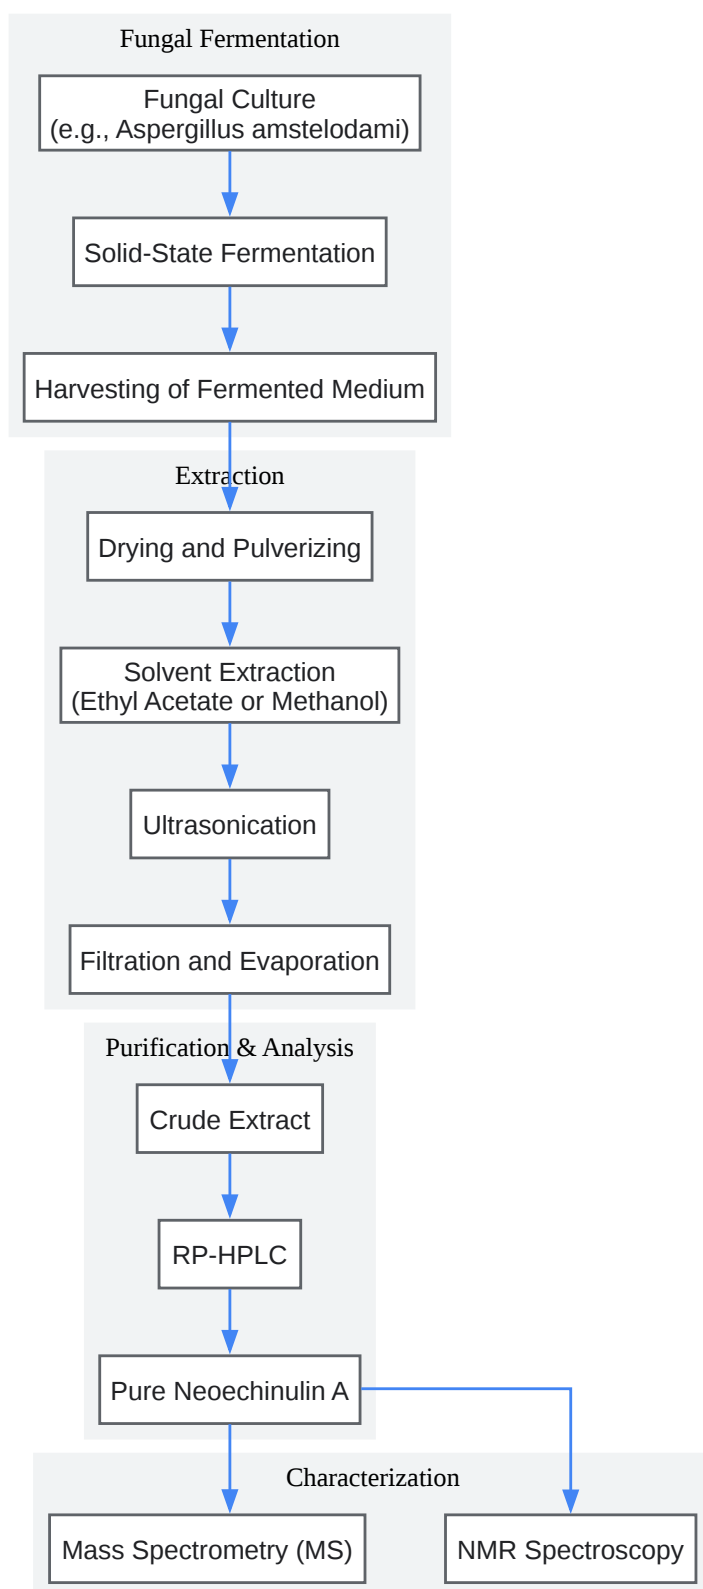 Fungal Fermentation
Fungal Culture
(e.g., Aspergillus amstelodami)
Solid-State Fermentation
Harvesting of Fermented Medium
Extraction
Drying and Pulverizing
Solvent Extraction
(Ethyl Acetate or Methanol)
Ultrasonication
Filtration and Evaporation
Purification & Analysis
Crude Extract
RP-HPLC
Pure Neoechinulin A
Characterization
Mass Spectrometry (MS)
NMR Spectroscopy